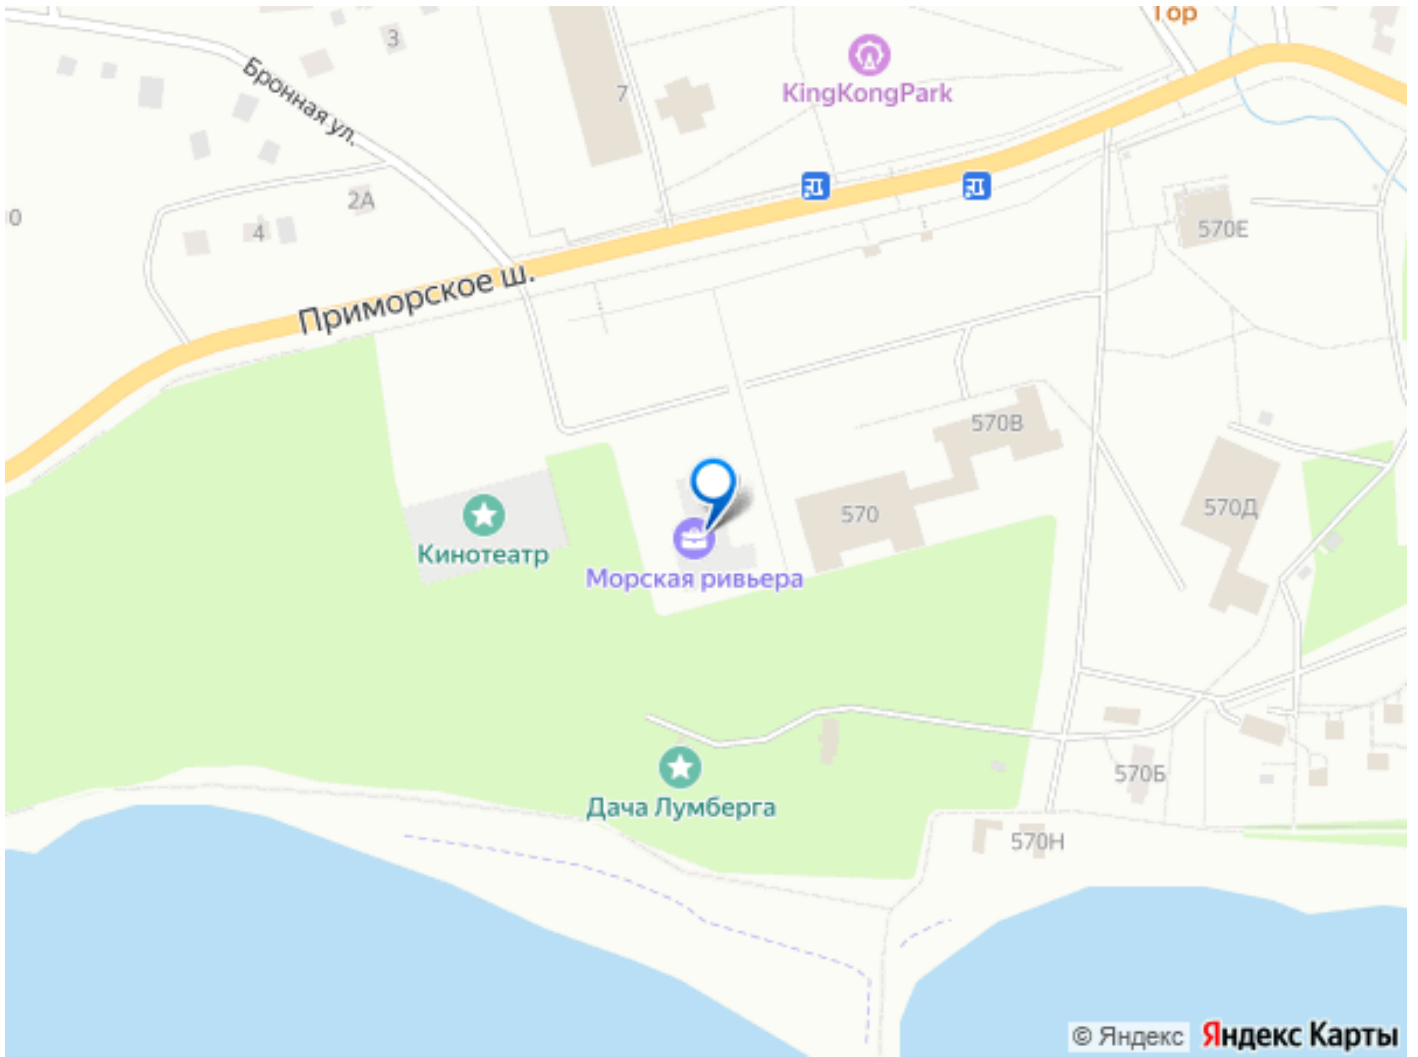 Гор
3
Бронная ул.
7
KingKongPark
2А
0
4
570Е
Приморское ш.
570В
570
570Д
Кинотеатр
Морская ривьера
570Б
Дача Лумберга
570Н
© Яндекс Яндекс Карты